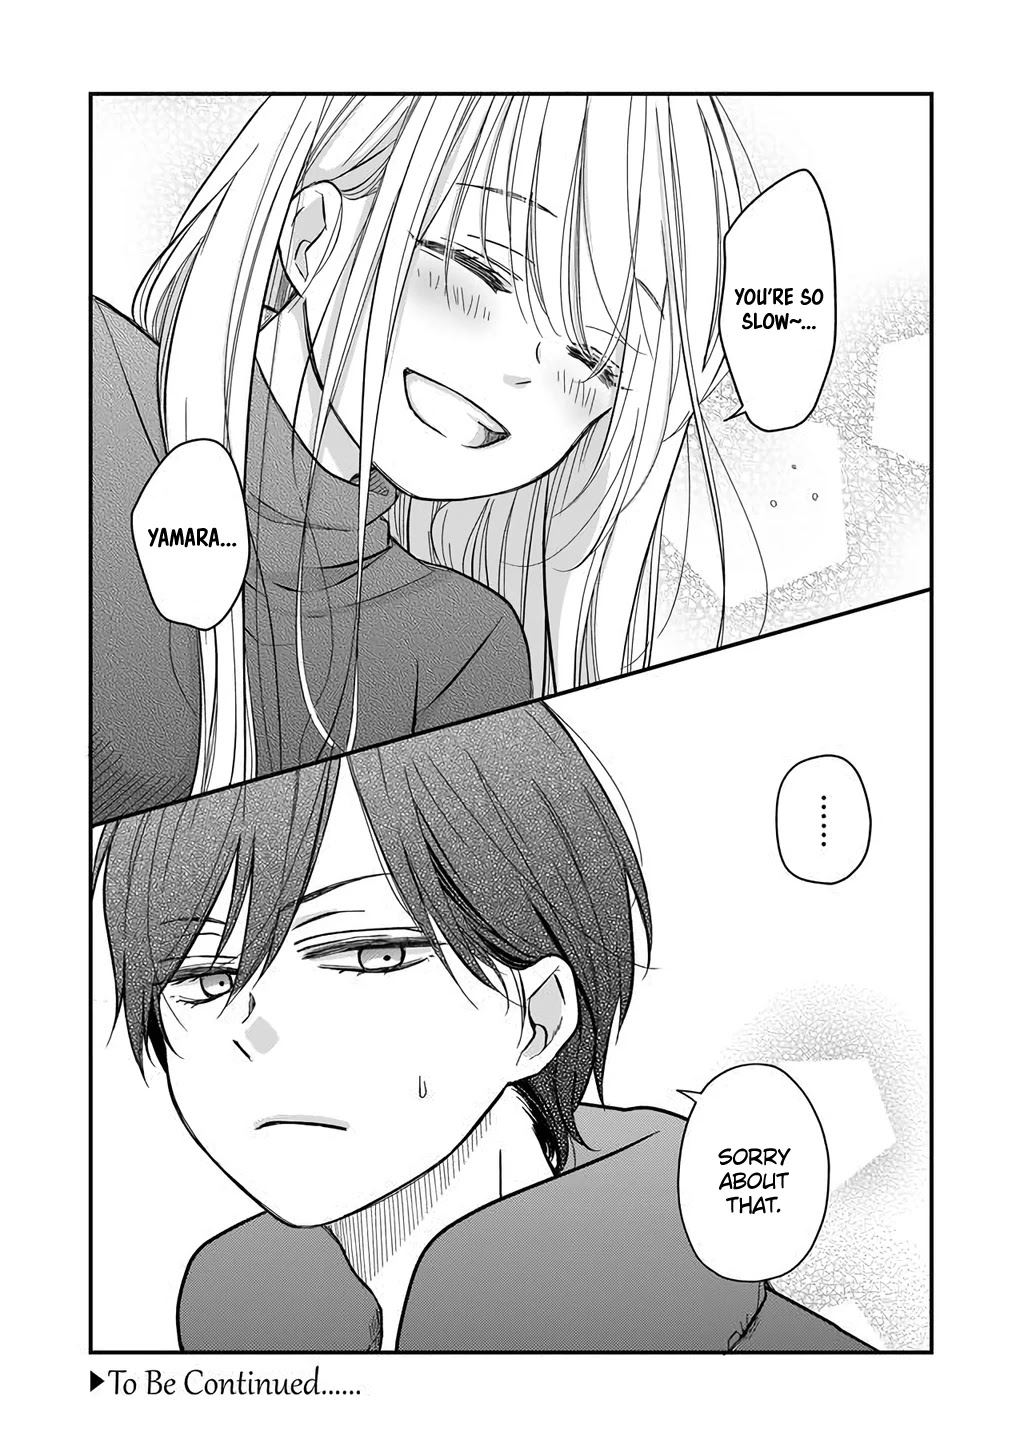 YOU'RE SO
SLOW~...
YAMARA...
.......
SORRY
ABOUT
THAT.
▶To Be Continued......